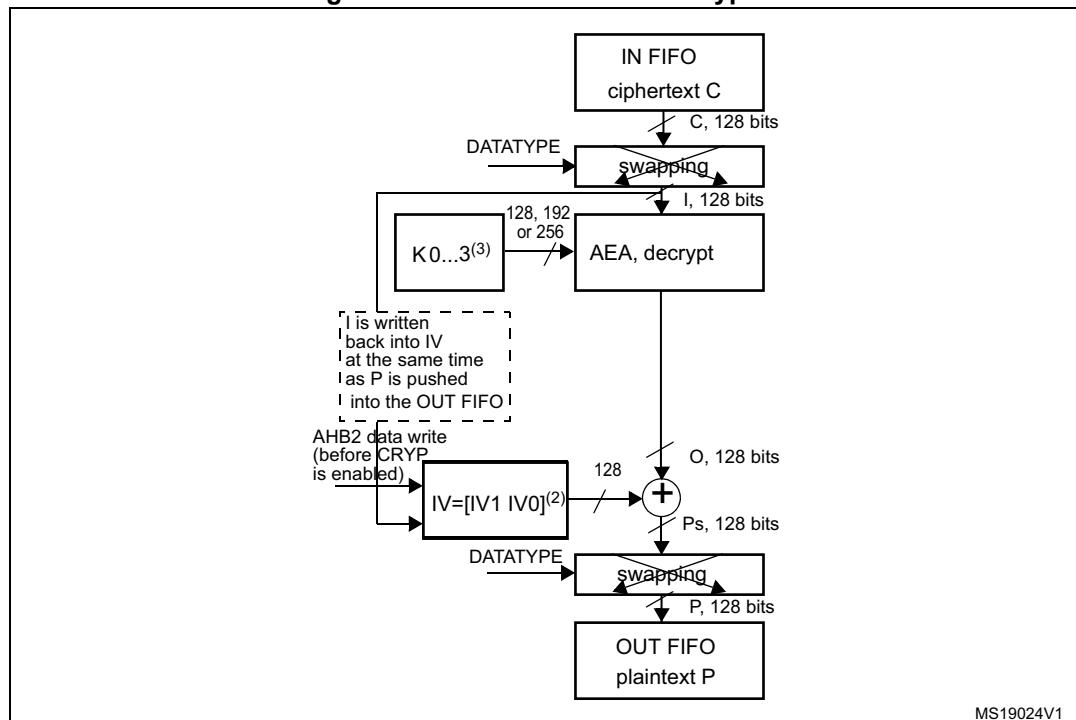 IN FIFO
ciphertext C
C, 128 bits
DATATYPE
swapping
I, 128 bits
128, 192
or 256
K 0...3(3)
AEA, decrypt
I is written
back into IV
at the same time
as P is pushed
into the OUT FIFO
AHB2 data write
(before CRYP
is enabled)
O, 128 bits
128
IV=[IV1 IV0](2)
+
Ps, 128 bits
DATATYPE
swapping
P, 128 bits
OUT FIFO
plaintext P
MS19024V1